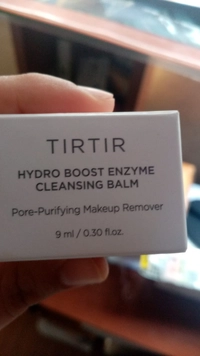 TIRTIR
HYDRO BOOST ENZYME
CLEANSING BALM
Pore-Purifying Makeup Remover
9 ml / 0.30 fl.oz.